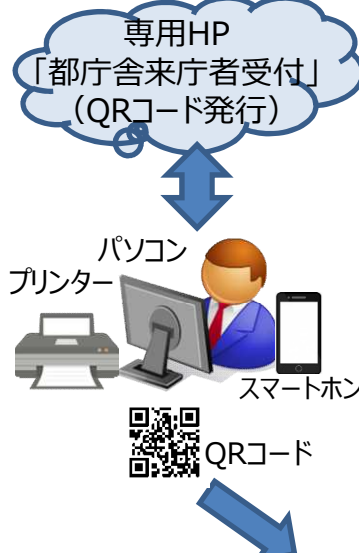 専用HP
「都庁舎来庁者受付」
（QRコード発行）
パソコン
プリンター
スマートホン
QRコード